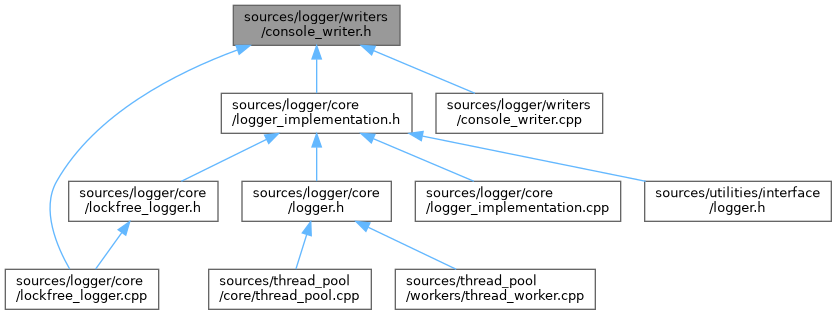 sources/logger/writers
/console_writer.h
sources/logger/core
/logger_implementation.h
sources/logger/writers
/console_writer.cpp
sources/logger/core
/lockfree_logger.h
sources/logger/core
/logger.h
sources/logger/core
/logger_implementation.cpp
sources/utilities/interface
/logger.h
sources/logger/core
/lockfree_logger.cpp
sources/thread_pool
/core/thread_pool.cpp
sources/thread_pool
/workers/thread_worker.cpp